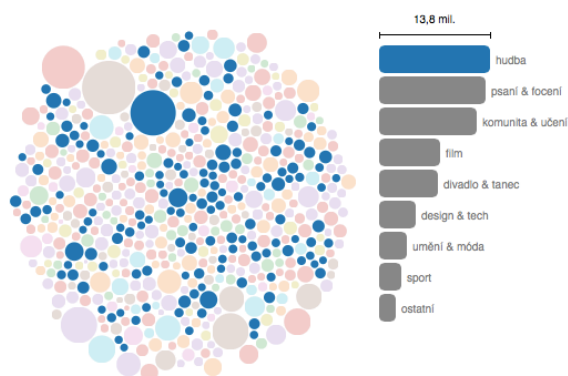 13,8 mil.
hudba
psaní & focení
komunita & učení
film
divadlo & tanec
design & tech
umění & móda
sport
ostatní